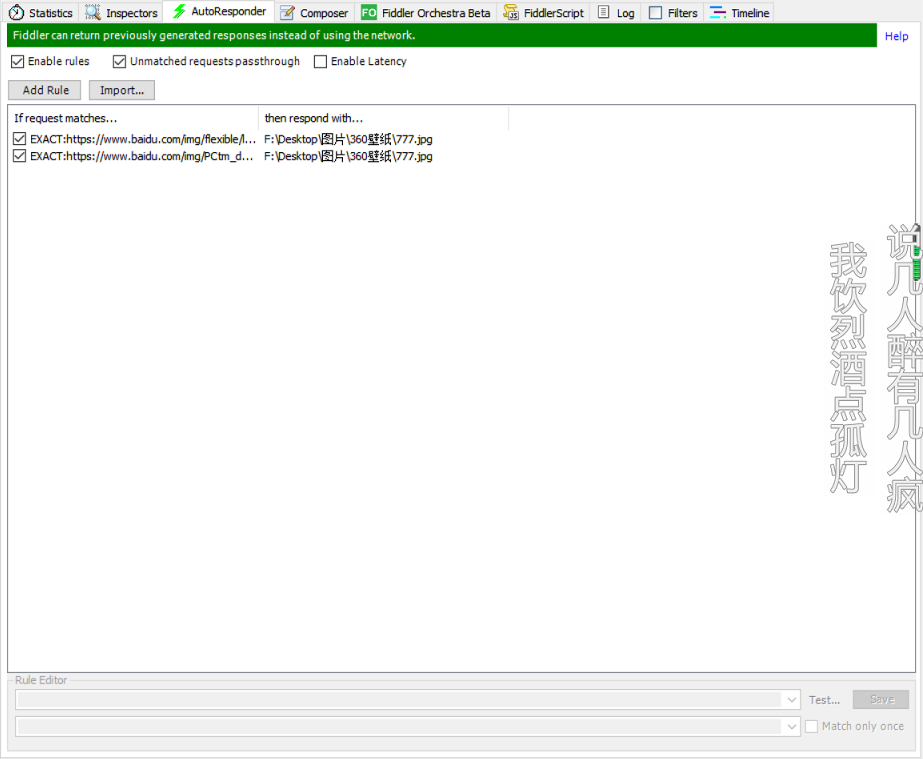 Statistics Inspectors AutoResponder Composer FO Fiddler Orchestra Beta FiddlerScript Log Filters Timeline
Fiddler can return previously generated responses instead of using the network. Help
Enable rules Unmatched requests passthrough Enable Latency
Add Rule Import...
If request matches... then respond with...
EXACT:https://www.baidu.com/img/flexible/l... F:\Desktop\图片\360壁纸\777.jpg
EXACT:https://www.baidu.com/img/PCtm_d... F:\Desktop\图片\360壁纸\777.jpg
说几人醉有几人疯
我饮烈酒点孤灯
Rule Editor
Test... Save
Match only once